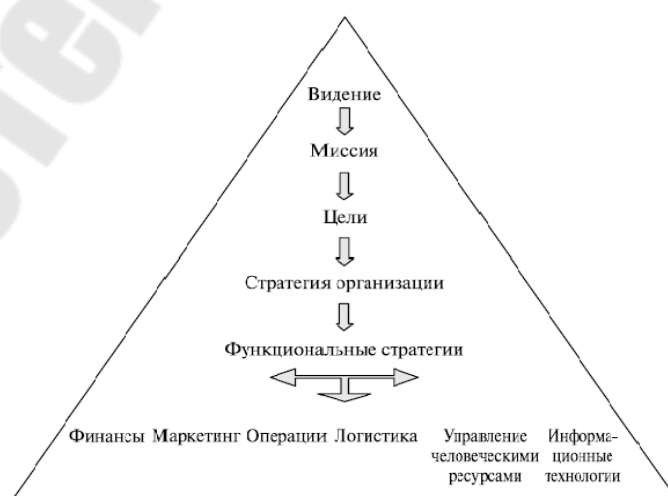 Видение
Миссия
Цели
Стратегия организации
Функциональные стратегии
Финансы Маркетинг Операции Логистика Управление Информа-
человеческими ционные
ресурсами технологии